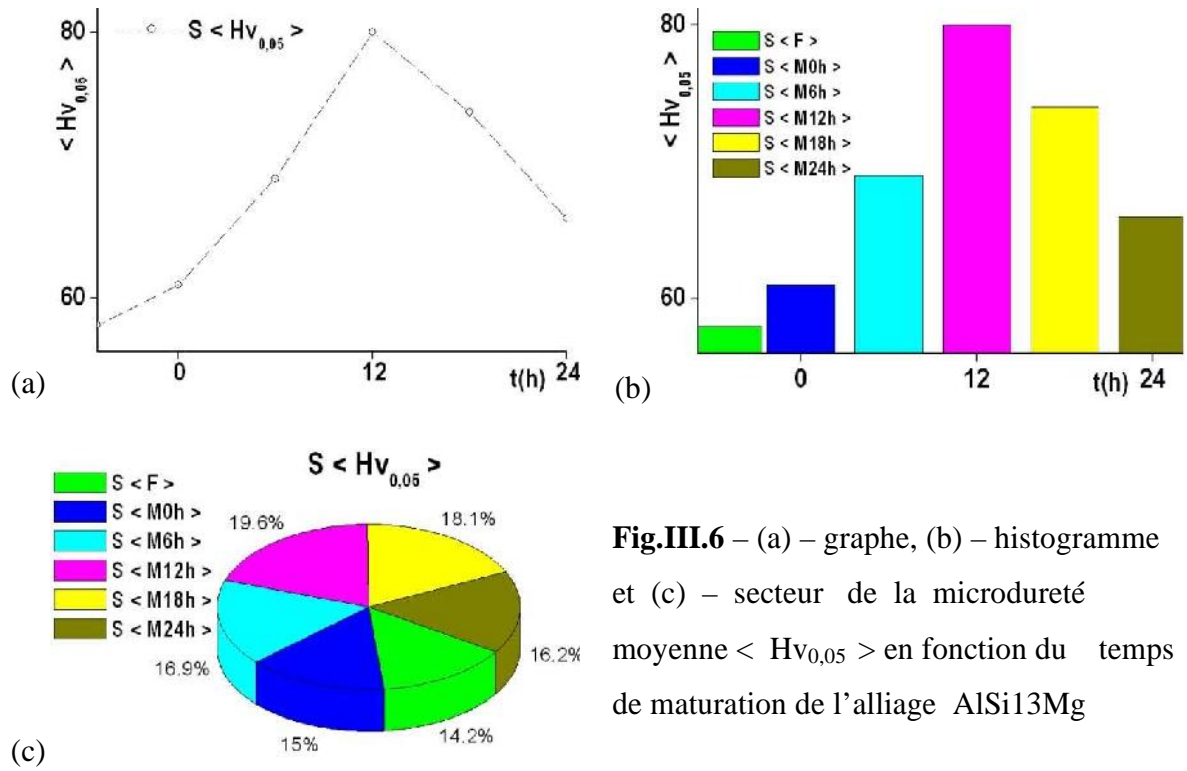 80
60
< Hv0,05 >
S < Hv0,05 >
0
12
24
t(h)
(a)
80
60
< Hv0,05 >
S < F >
S < M0h >
S < M6h >
S < M12h >
S < M18h >
S < M24h >
0
12
24
t(h)
(b)
S < Hv0,05 >
S < F >
S < M0h >
S < M6h >
S < M12h >
S < M18h >
S < M24h >
19.6%
18.1%
16.9%
16.2%
15%
14.2%
(c)
Fig.III.6 – (a) – graphe, (b) – histogramme
et (c) – secteur de la microdureté
moyenne < Hv0,05 > en fonction du temps
de maturation de l’alliage AlSi13Mg